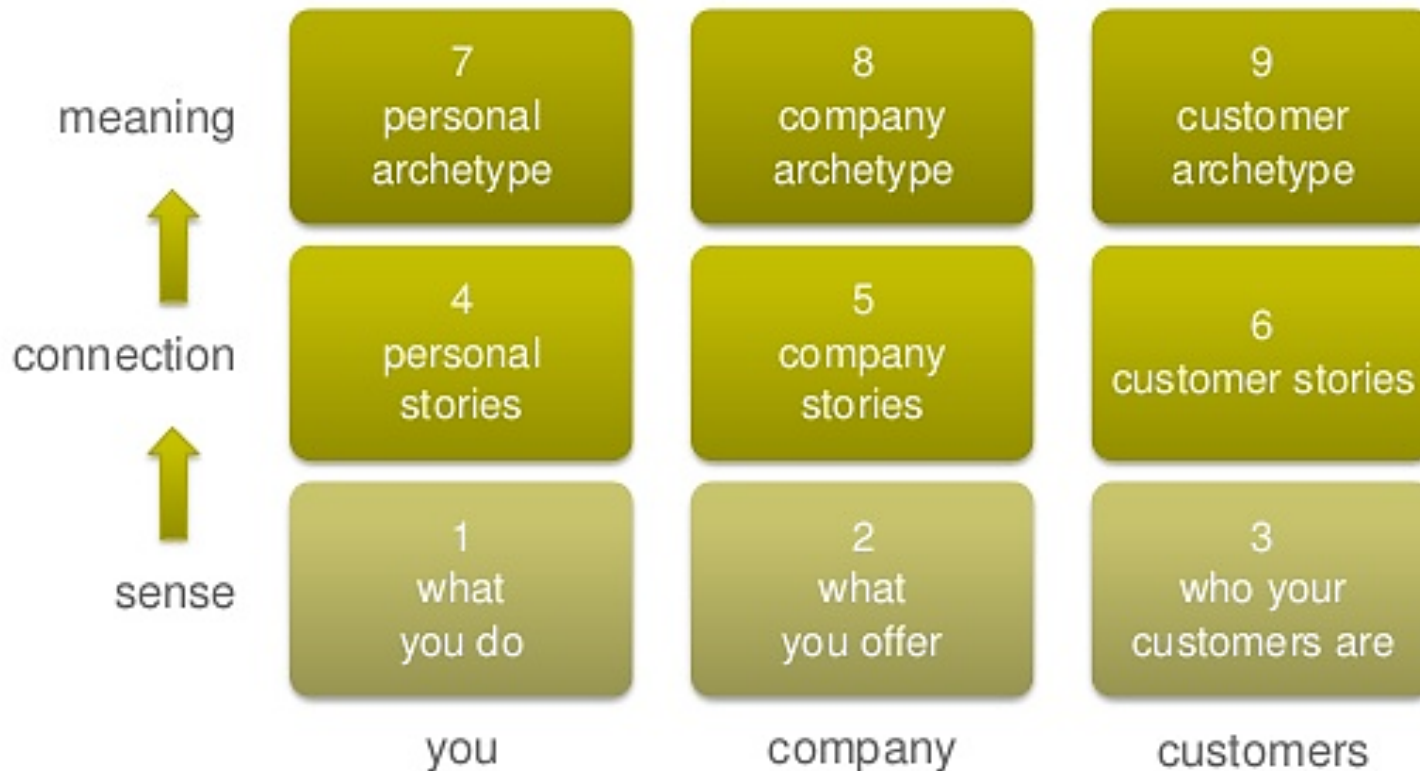 meaning
7
personal
archetype
8
company
archetype
9
customer
archetype
connection
4
personal
stories
5
company
stories
6
customer stories
sense
1
what
you do
2
what
you offer
3
who your
customers are
you
company
customers